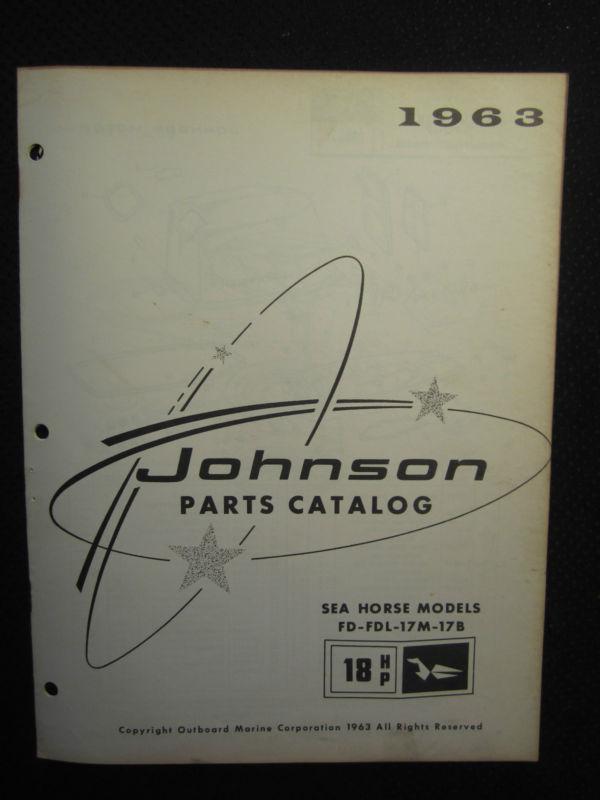 1963
Johnson
PARTS CATALOG
SEA HORSE MODELS
FD-FDL-17M-17B
18 HP
Copyright Outboard Marine Corporation 1963 All Rights Reserved